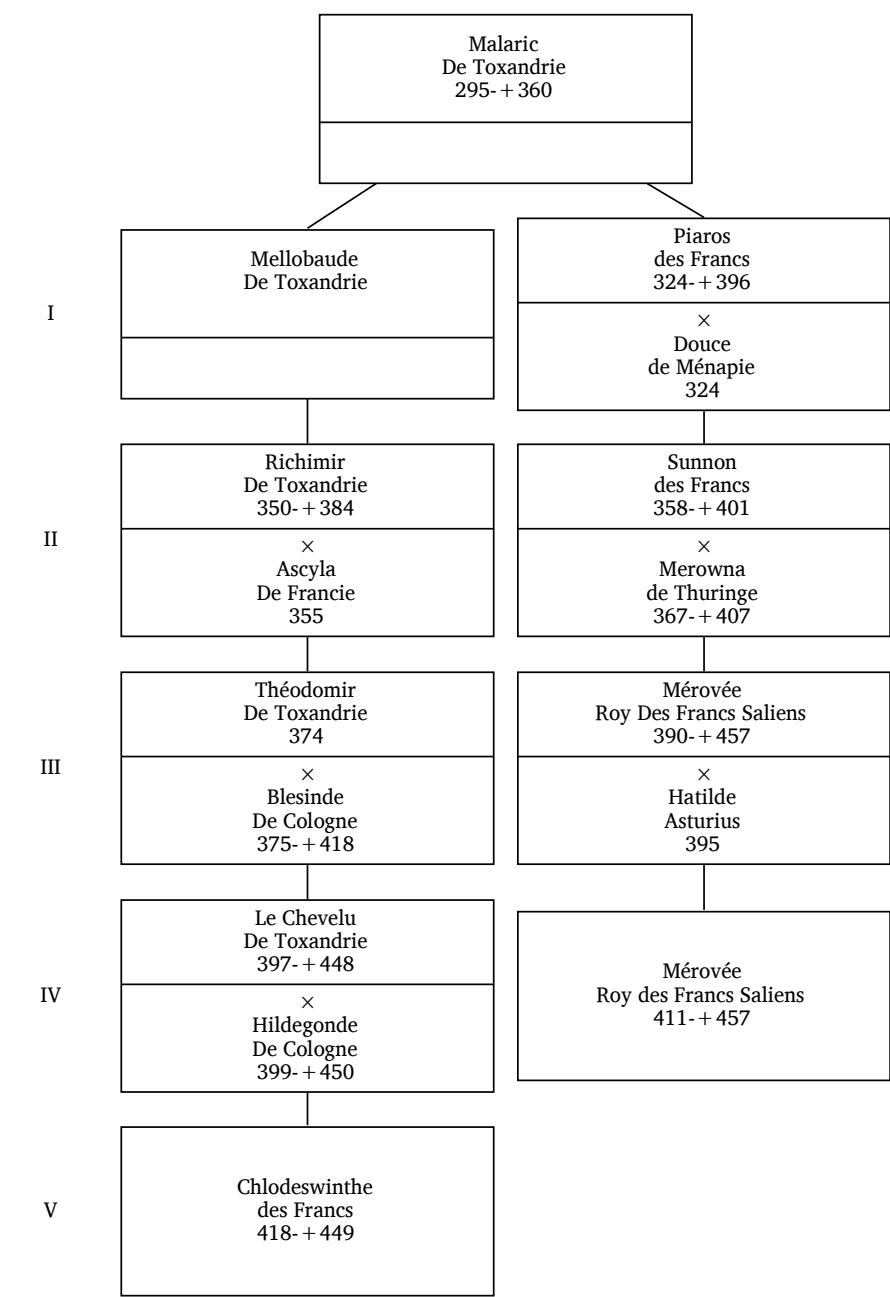 Malaric
De Toxandrie
295-+360
Mellobaude
De Toxandrie
Piaros
des Francs
324-+396
×
Douce
de Ménapie
324
I
Richimir
De Toxandrie
350-+384
×
Ascyla
De Francie
355
Sunnon
des Francs
358-+401
×
Merowna
de Thuringe
367-+407
II
Théodomir
De Toxandrie
374
×
Blesinde
De Cologne
375-+418
Mérovée
Roy Des Francs Saliens
390-+457
×
Hatilde
Asturius
395
III
Le Chevelu
De Toxandrie
397-+448
×
Hildegonde
De Cologne
399-+450
Mérovée
Roy des Francs Saliens
411-+457
IV
Chlodeswinthe
des Francs
418-+449
V